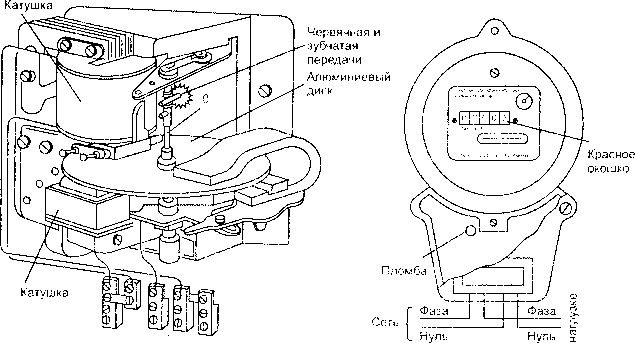 Катушка
Червячная и
зубчатая
передачи
Алюминиевый
диск
Катушка
Красное
окошко
Пломба
Сеть
Фаза
Фаза
Нуль
Нуль
нагрузке